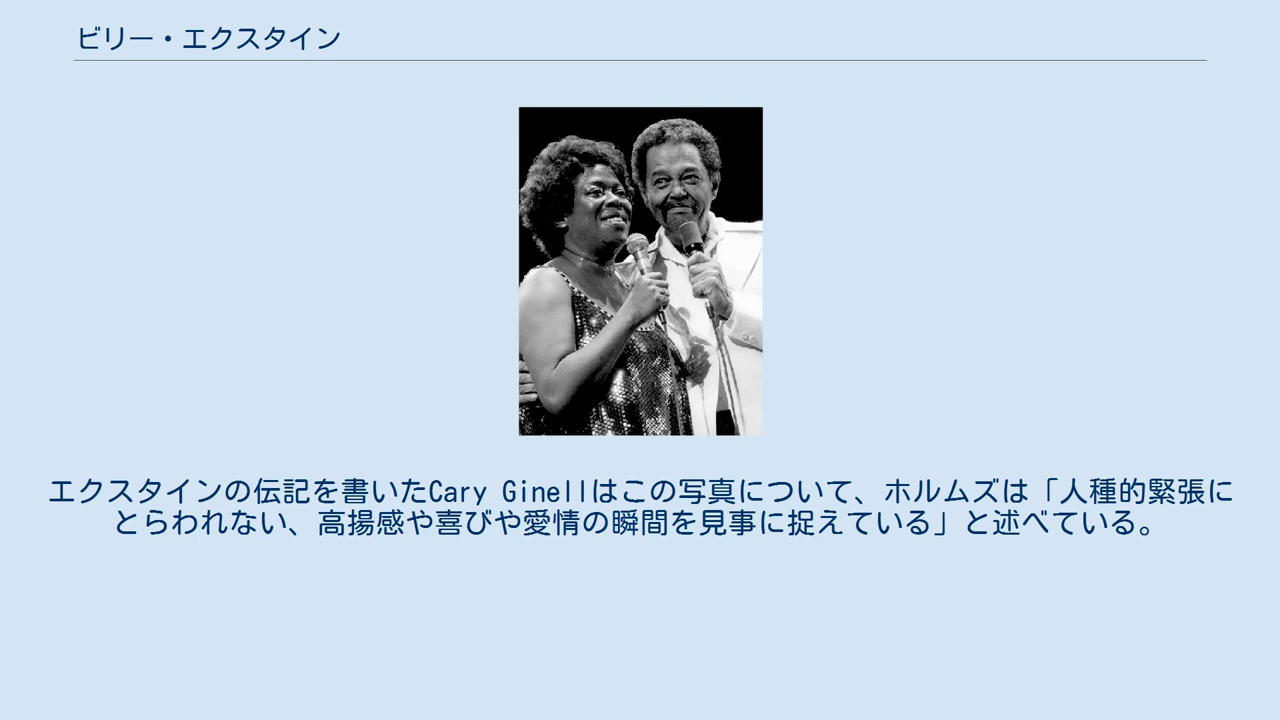 ビリー・エクスタイン
エクスタインの伝記を書いたCary Ginellはこの写真について、ホルムズは「人種的緊張に
とらわれない、高揚感や喜びや愛情の瞬間を見事に捉えている」と述べている。